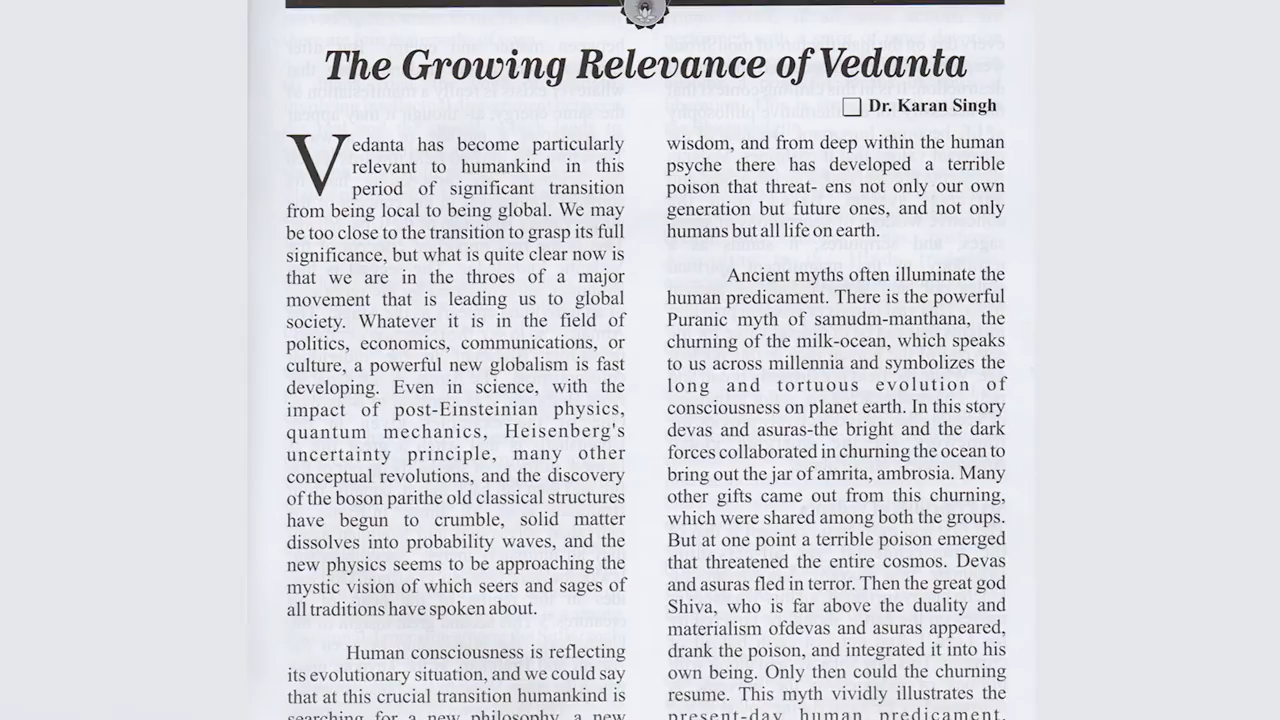 The Growing Relevance of Vedanta
Dr. Karan Singh
Vedanta has become particularly
relevant to humankind in this
period of significant transition
from being local to being global. We may
be too close to the transition to grasp its full
significance, but what is quite clear now is
that we are in the throes of a major
movement that is leading us to global
society. Whatever it is in the field of
politics, economics, communications, or
culture, a powerful new globalism is fast
developing. Even in science, with the
impact of post-Einsteinian physics,
quantum mechanics, Heisenberg's
uncertainty principle, many other
conceptual revolutions, and the discovery
of the boson parithe old classical structures
have begun to crumble, solid matter
dissolves into probability waves, and the
new physics seems to be approaching the
mystic vision of which seers and sages of
all traditions have spoken about.
Human consciousness is reflecting
its evolutionary situation, and we could say
that at this crucial transition humankind is
searching for a new philosophy, a new
wisdom, and from deep within the human
psyche there has developed a terrible
poison that threat- ens not only our own
generation but future ones, and not only
humans but all life on earth.
Ancient myths often illuminate the
human predicament. There is the powerful
Puranic myth of samudm-manthana, the
churning of the milk-ocean, which speaks
to us across millennia and symbolizes the
long and tortuous evolution of
consciousness on planet earth. In this story
devas and asuras-the bright and the dark
forces collaborated in churning the ocean to
bring out the jar of amrita, ambrosia. Many
other gifts came out from this churning,
which were shared among both the groups.
But at one point a terrible poison emerged
that threatened the entire cosmos. Devas
and asuras fled in terror. Then the great god
Shiva, who is far above the duality and
materialism ofdevas and asuras appeared,
drank the poison, and integrated it into his
own being. Only then could the churning
resume. This myth vividly illustrates the
present-day human predicament.